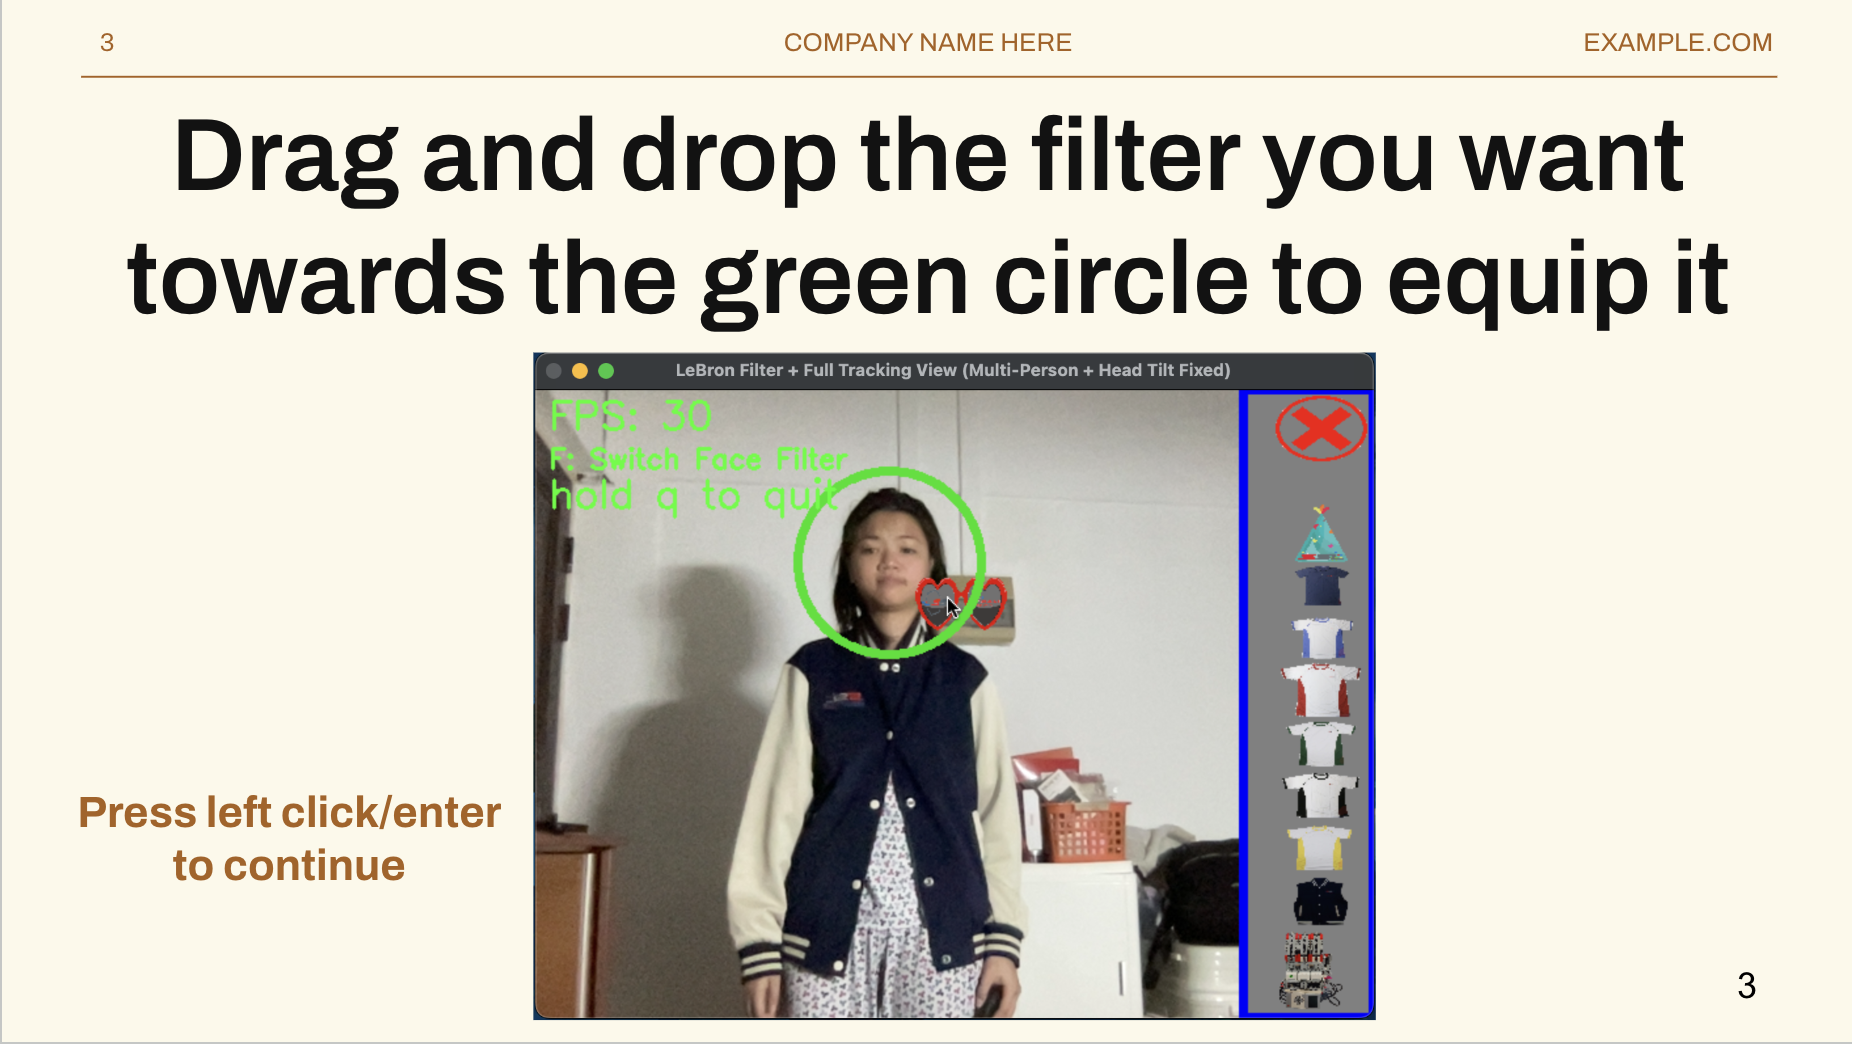 3
COMPANY NAME HERE
EXAMPLE.COM
Drag and drop the filter you want
towards the green circle to equip it
LeBron Filter + Full Tracking View (Multi-Person + Head Tilt Fixed)
FPS: 30
F: Switch Face Filter
hold q to quit
Press left click/enter
to continue
3